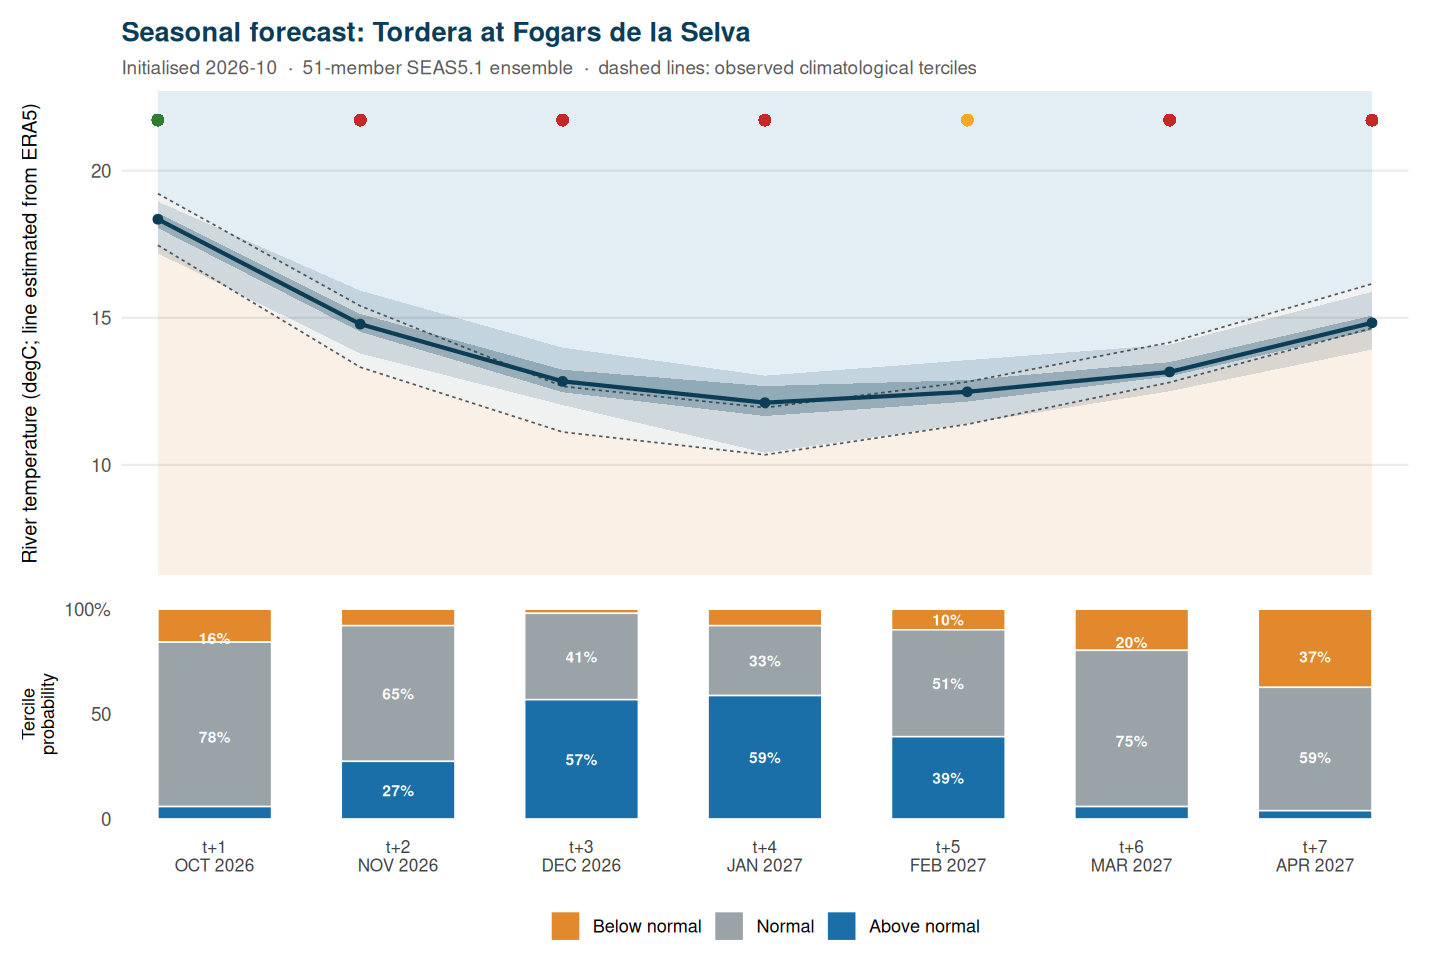 Seasonal forecast: Tordera at Fogars de la Selva
Initialised 2026-10 · 51-member SEAS5.1 ensemble · dashed lines: observed climatological terciles
River temperature (degC; line estimated from ERA5)
20
15
10
Tercile
probability
100%
50
0
16%
78%
65%
27%
41%
57%
33%
59%
10%
51%
39%
20%
75%
37%
59%
t+1
OCT 2026
t+2
NOV 2026
t+3
DEC 2026
t+4
JAN 2027
t+5
FEB 2027
t+6
MAR 2027
t+7
APR 2027
Below normal
Normal
Above normal